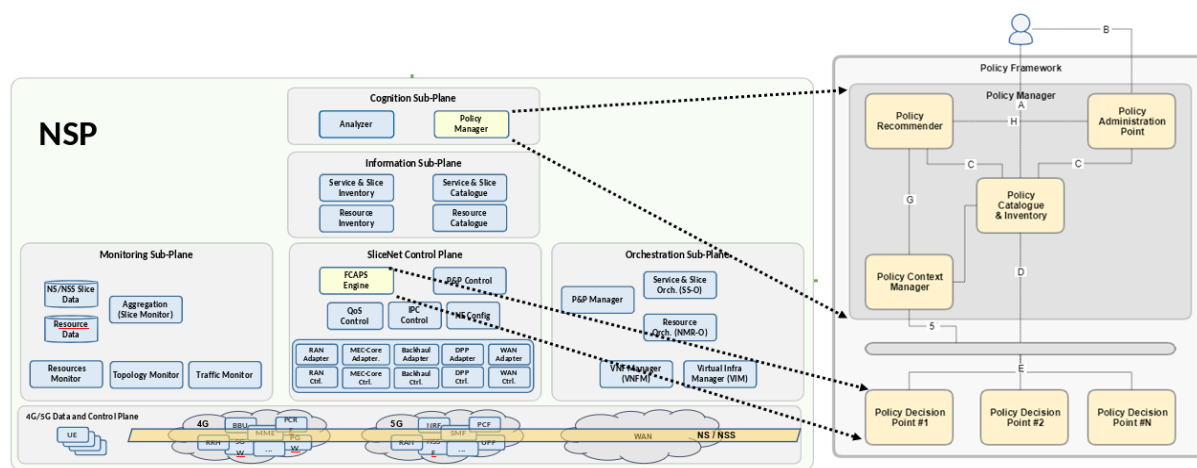 NSP
Cognition Sub-Plane
Analyzer
Policy
Manager
Information Sub-Plane
Service & Slice
Inventory
Service & Slice
Catalogue
Resource
Inventory
Resource
Catalogue
Monitoring Sub-Plane
NS/NSS Slice
Data
Aggregation
(Slice Monitor)
Resource
Data
Resources
Monitor
Topology Monitor
Traffic Monitor
SliceNet Control Plane
FCAPS
Engine
P&P Control
QoS
Control
IPC
Control
NF Config
RAN
Adapter
MEC-Core
Adapter.
Backhaul
Adapter
DPP
Adapter
WAN
Adapter
RAN
Ctrl.
MEC-Core
Ctrl.
Backhaul
Ctrl.
DPP
Ctrl.
WAN
Ctrl.
Orchestration Sub-Plane
Service & Slice
Orch. (SS-O)
P&P Manager
Resource
Orch. (NMR-O)
VNF Manager
(VNFM)
Virtual Infra
Manager (VIM)
4G/5G Data and Control Plane
UE
4G
BBU
PCR
MME
RRH
SG
W
PG
W
5G
NRF
PCF
SMF
RAN
UPF
WAN
NS / NSS
B
Policy Framework
Policy Manager
A
Policy
Recommender
H
Policy
Administration
Point
C
C
Policy
Catalogue
& Inventory
G
Policy Context
Manager
D
5
E
Policy Decision
Point #1
Policy Decision
Point #2
Policy Decision
Point #N